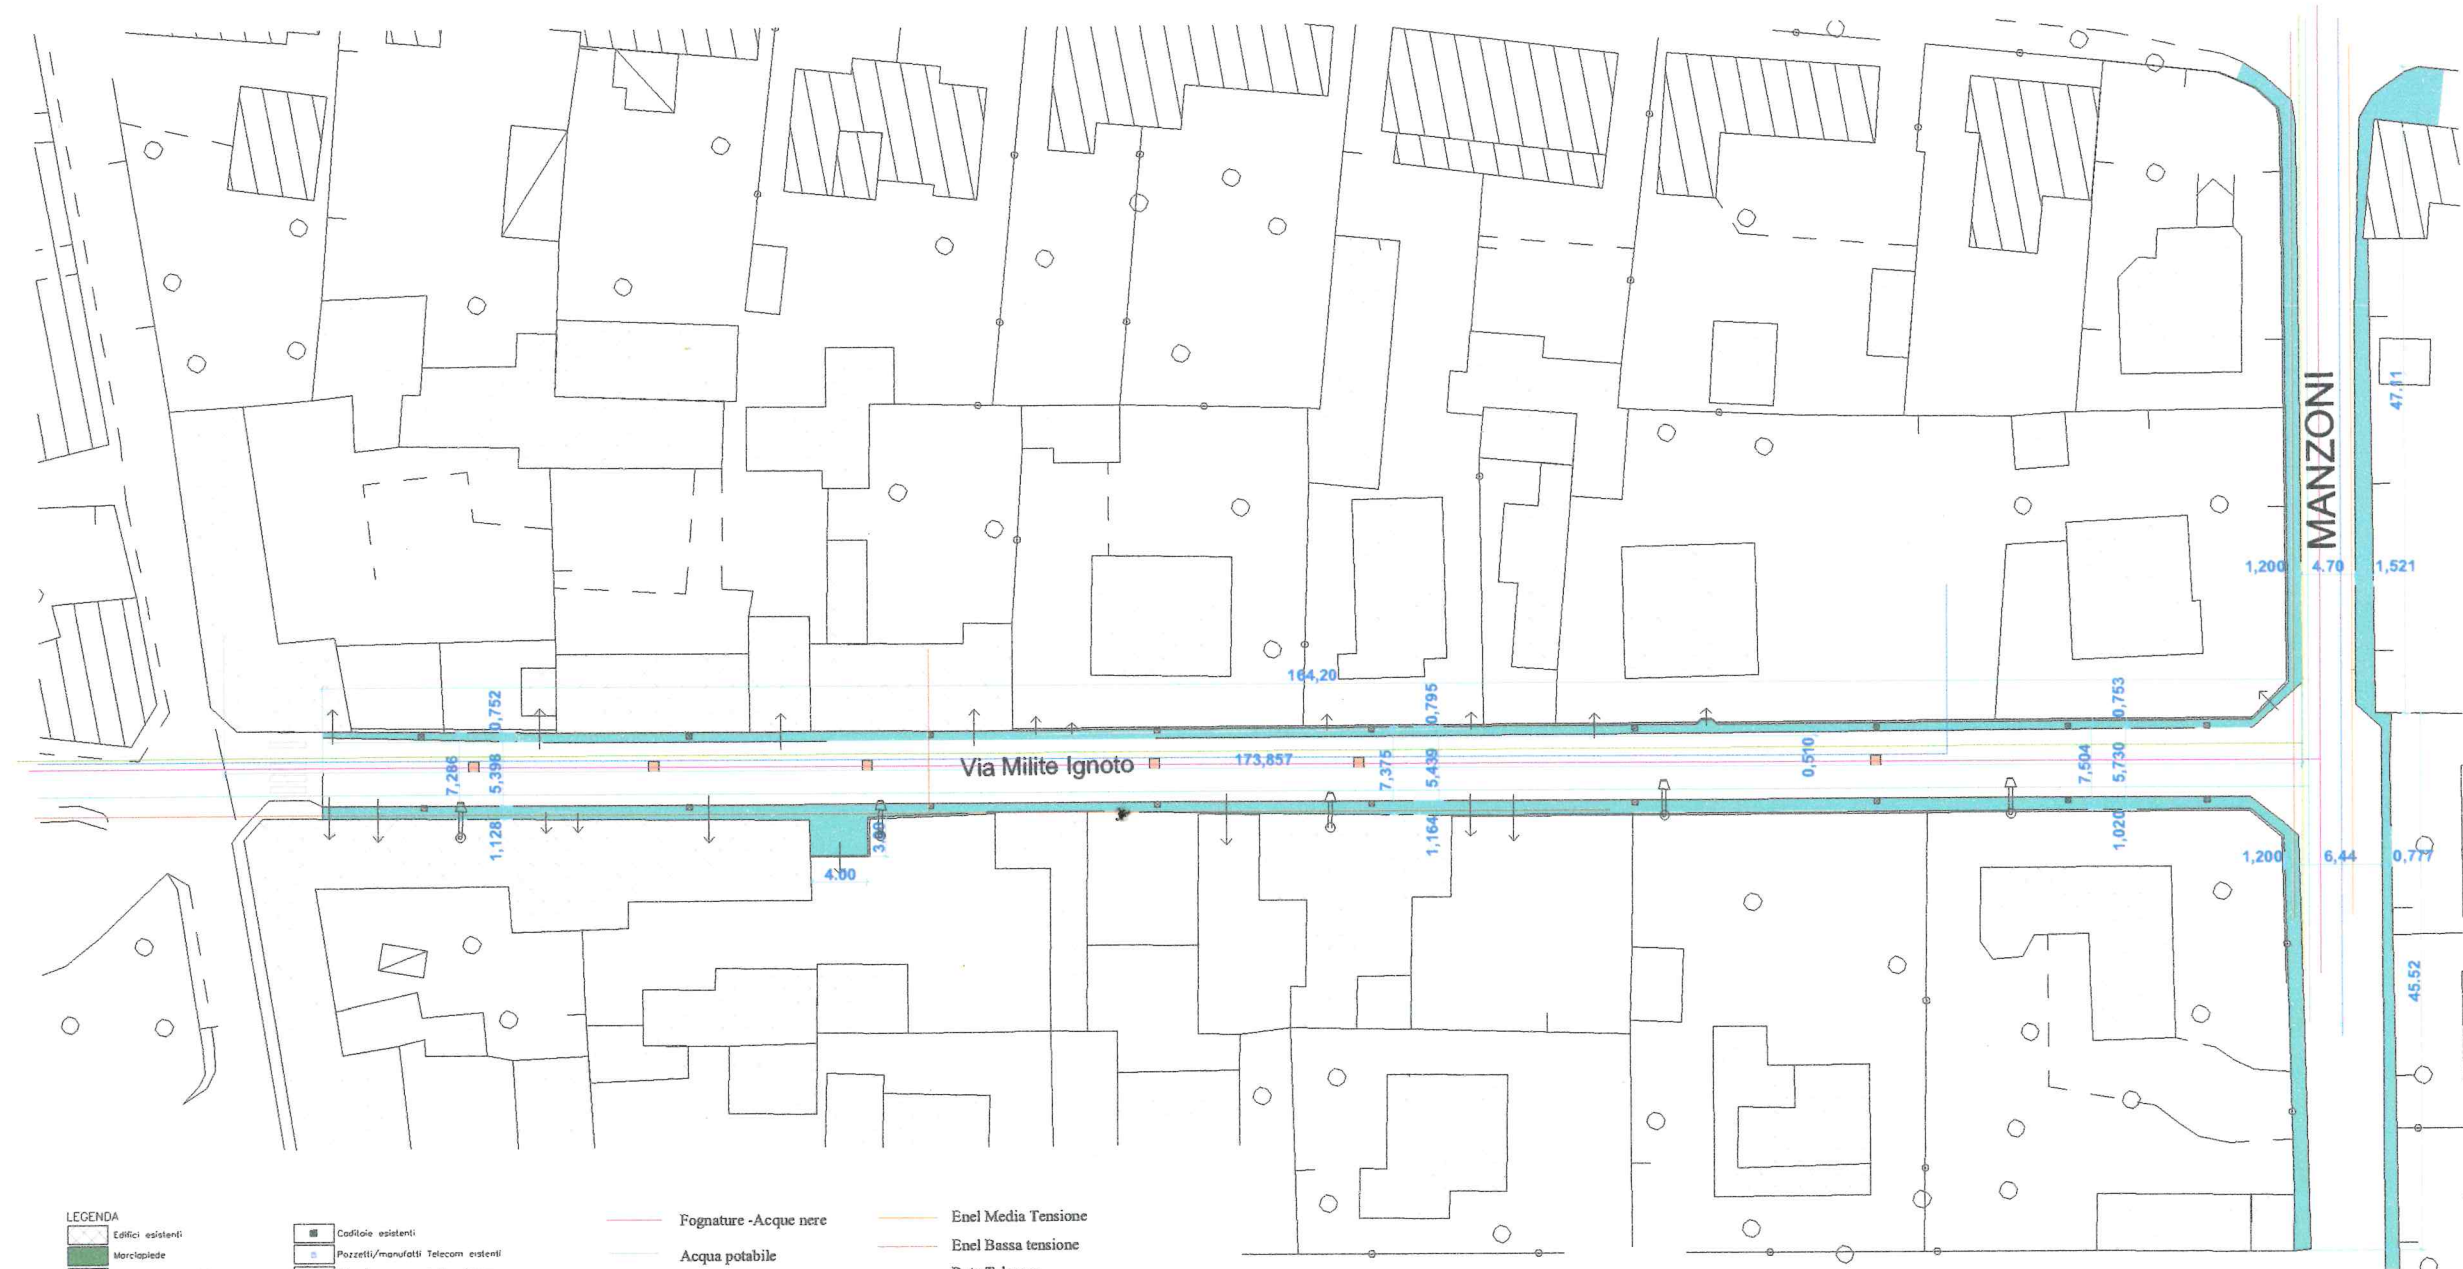 MANZONI
47.11
1,200
4.70
1,521
164,20
0,752
0,795
0,753
7,286
5,398
Via Milite Ignoto
173,857
7,375
5,439
0,510
7,504
5,730
1,128
3,00
4.00
1,164
1,020
1,200
6,44
0,777
45.52
LEGENDA
Edifici esistenti
Marciapiede
Caditoie esistenti
Pozzetti/manufatti Telecom esistenti
Fognature -Acque nere
Acqua potabile
Enel Media Tensione
Enel Bassa tensione